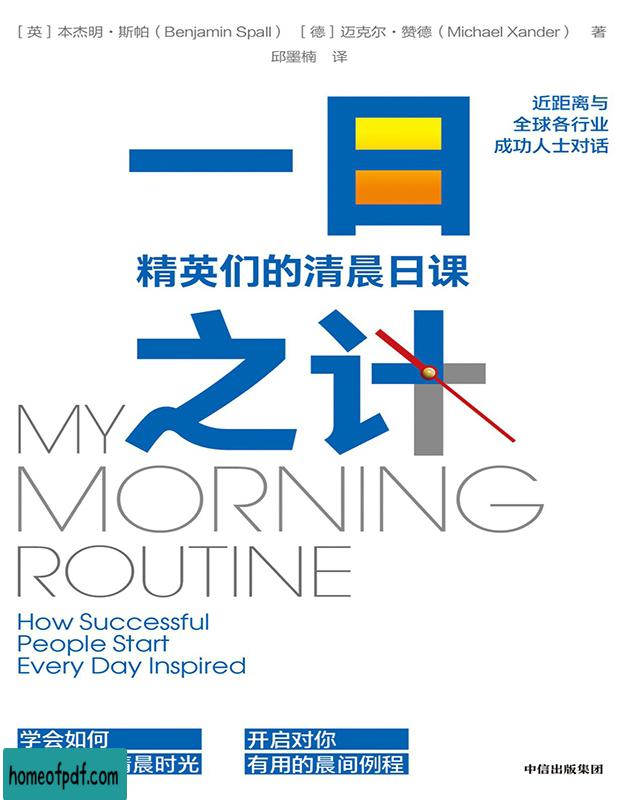 [英]本杰明·斯帕(Benjamin Spall) [德]迈克尔·赞德(Michael Xander) 著
邱墨楠 译
近距离与
全球各行业
成功人士对话
一日
精英们的清晨日课
之计
MY
MORNING
ROUTINE
How Successful
People Start
Every Day Inspired
学会如何
清晨时光
开启对你
有用的晨间例程
homeofpdf.com
中信出版集团